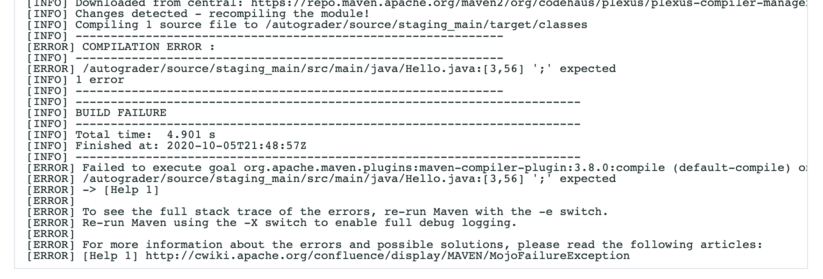 [INFO] Downloaded from central: https://repo.maven.apache.org/maven2/org/codehaus/plexus/plexus-compiler-manage
[INFO] Changes detected - recompiling the module!
[INFO] Compiling 1 source file to /autograder/source/staging_main/target/classes
[INFO] -------------------------------------------------------------
[ERROR] COMPILATION ERROR :
[INFO] -------------------------------------------------------------
[ERROR] /autograder/source/staging_main/src/main/java/Hello.java:[3,56] ';' expected
[INFO] 1 error
[INFO] -------------------------------------------------------------
[INFO] ------------------------------------------------------------------------
[INFO] BUILD FAILURE
[INFO] ------------------------------------------------------------------------
[INFO] Total time:  4.901 s
[INFO] Finished at: 2020-10-05T21:48:57Z
[INFO] ------------------------------------------------------------------------
[ERROR] Failed to execute goal org.apache.maven.plugins:maven-compiler-plugin:3.8.0:compile (default-compile) o
[ERROR] /autograder/source/staging_main/src/main/java/Hello.java:[3,56] ';' expected
[ERROR] -> [Help 1]
[ERROR]
[ERROR] To see the full stack trace of the errors, re-run Maven with the -e switch.
[ERROR] Re-run Maven using the -X switch to enable full debug logging.
[ERROR]
[ERROR] For more information about the errors and possible solutions, please read the following articles:
[ERROR] [Help 1] http://cwiki.apache.org/confluence/display/MAVEN/MojoFailureException